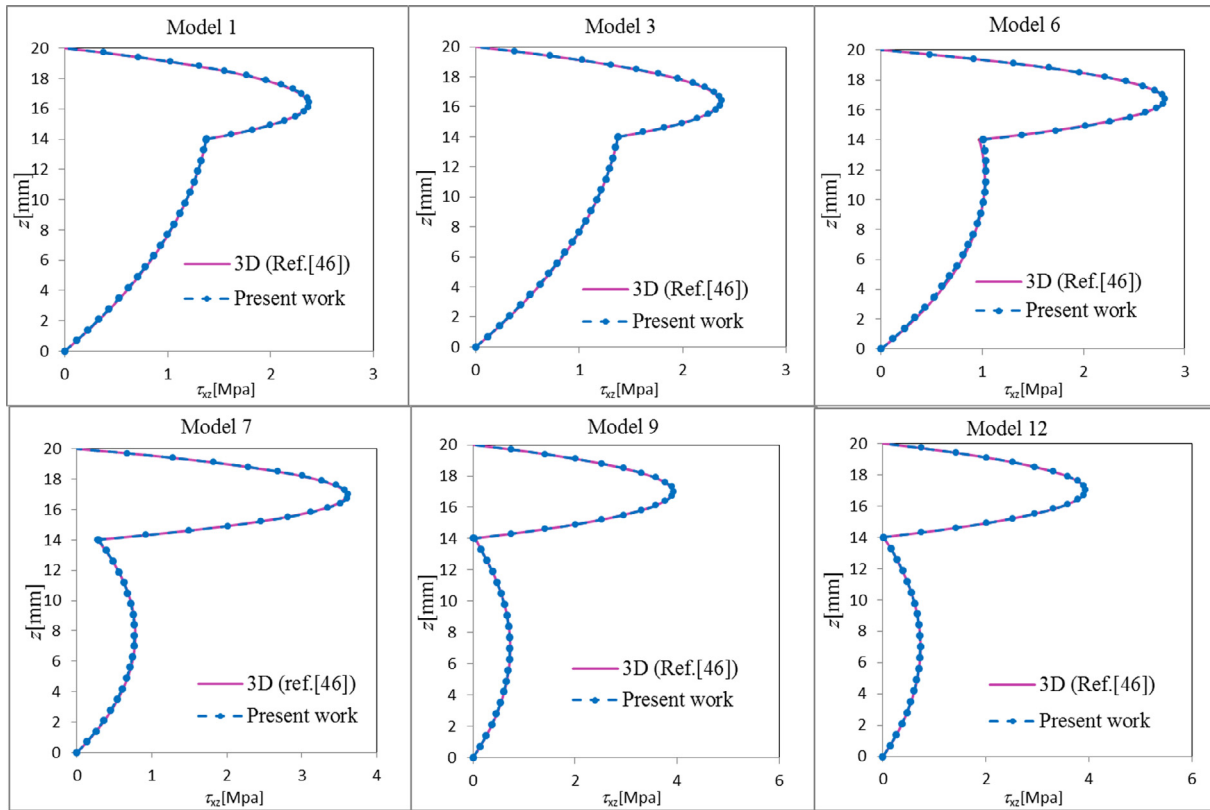 Model 1
20
18
16
14
12
10
8
6
4
2
0
z[mm]
3D (Ref.[46])
Present work
0 1 2 3
τxz[Mpa]
Model 3
20
18
16
14
12
10
8
6
4
2
0
z[mm]
3D (Ref.[46])
Present work
0 1 2 3
τxz[Mpa]
Model 6
20
18
16
14
12
10
8
6
4
2
0
z[mm]
3D (Ref.[46])
Present work
0 1 2 3
τxz[Mpa]
Model 7
20
18
16
14
12
10
8
6
4
2
0
z[mm]
3D (ref.[46])
Present work
0 1 2 3 4
τxz[Mpa]
Model 9
20
18
16
14
12
10
8
6
4
2
0
z[mm]
3D (Ref.[46])
Present work
0 2 4 6
τxz[Mpa]
Model 12
20
18
16
14
12
10
8
6
4
2
0
z[mm]
3D (Ref.[46])
Present work
0 2 4 6
τxz[Mpa]